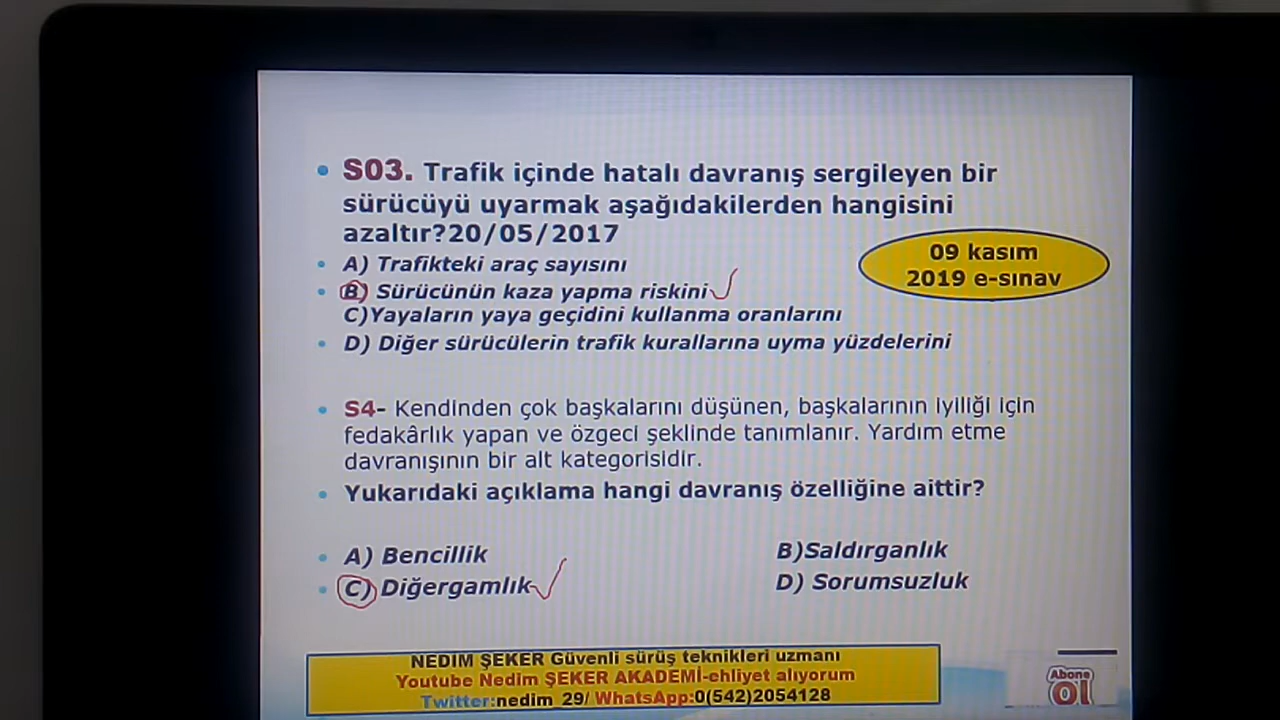 S03. Trafik içinde hatalı davranış sergileyen bir
sürücüyü uyarmak aşağıdakilerden hangisini
azaltır?20/05/2017
09 kasım
2019 e-sınav
A) Trafikteki araç sayısını
B) Sürücünün kaza yapma riskini
C)Yayaların yaya geçidini kullanma oranlarını
D) Diğer sürücülerin trafik kurallarına uyma yüzdelerini
S4- Kendinden çok başkalarını düşünen, başkalarının iyiliği için
fedakârlık yapan ve özgeci şeklinde tanımlanır. Yardım etme
davranışının bir alt kategorisidir.
Yukarıdaki açıklama hangi davranış özelliğine aittir?
A) Bencillik
B)Saldırganlık
C) Diğergamlık
D) Sorumsuzluk
NEDIM ŞEKER Güvenli sürüş teknikleri uzmanı
Youtube Nedim ŞEKER AKADEMİ-ehliyet alıyorum
Twitter:nedim_29/ WhatsApp:0(542)2054128
Abone
Ol